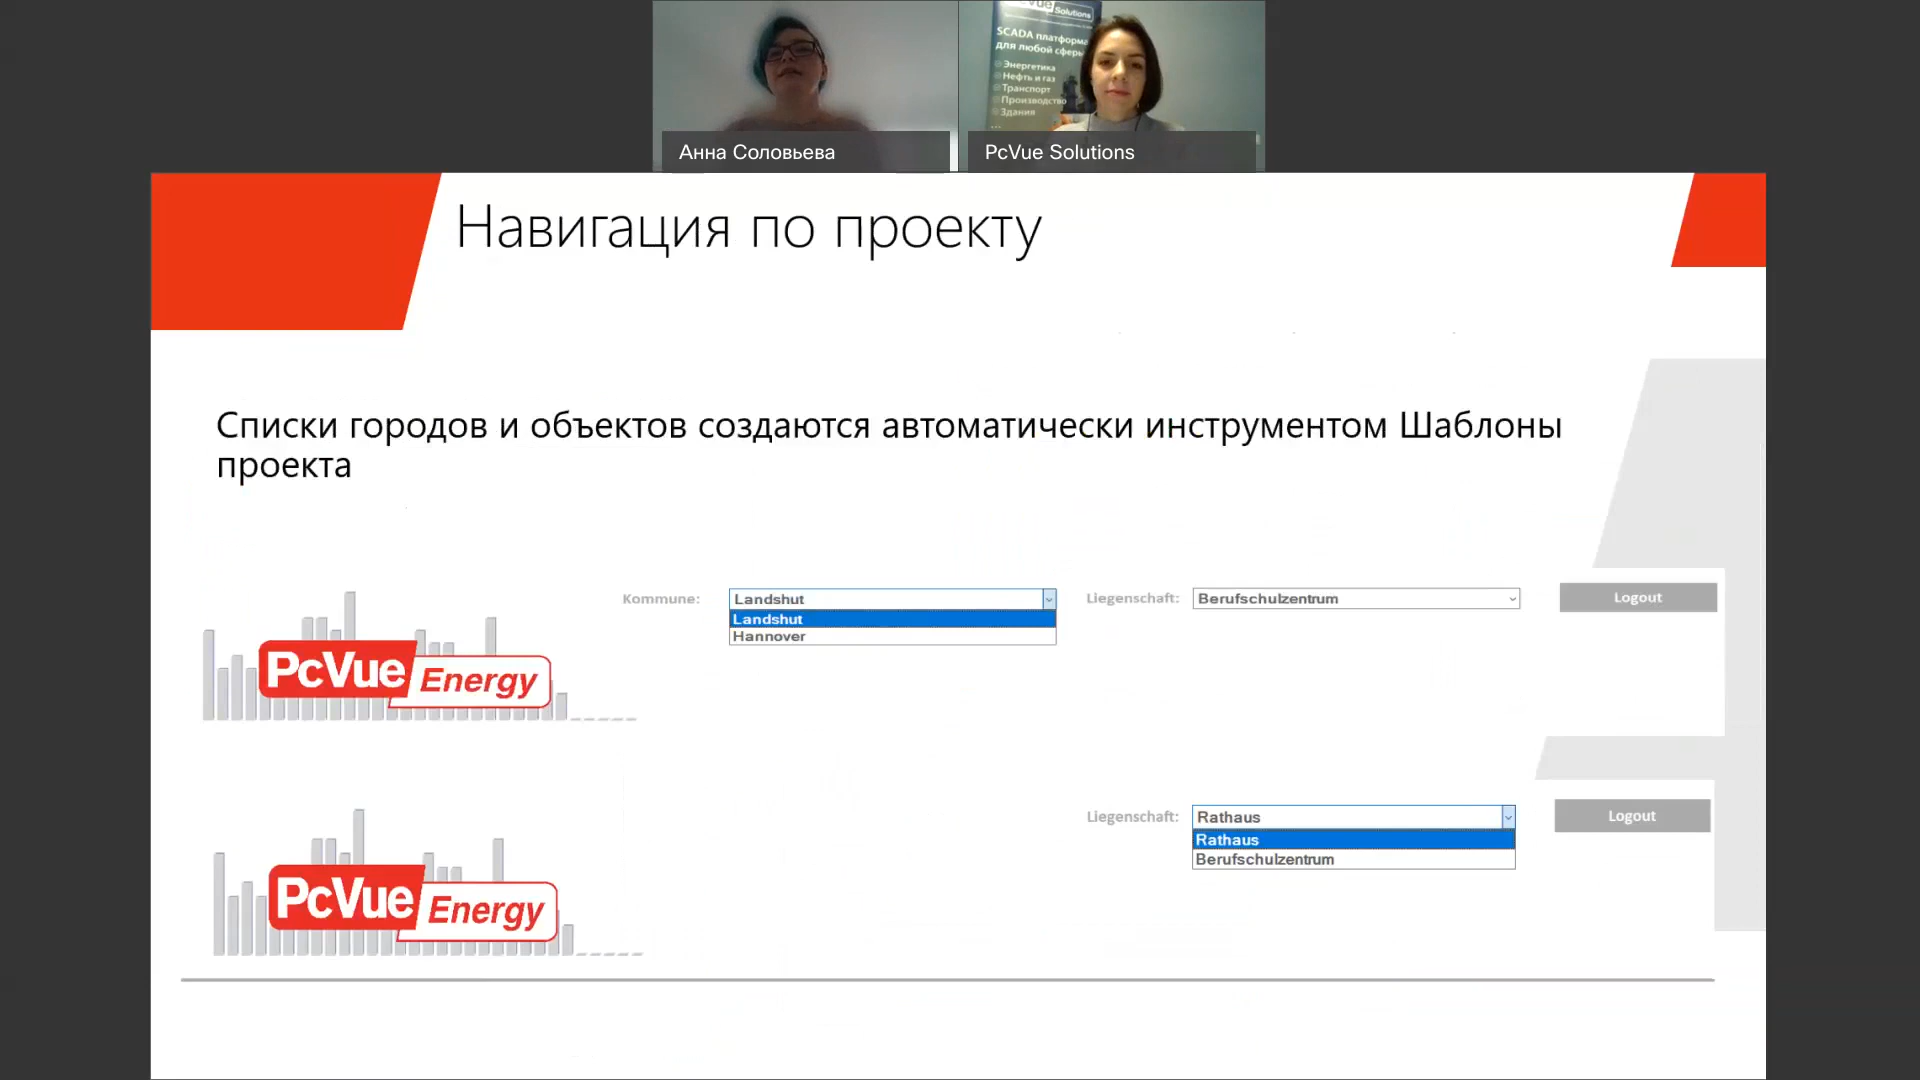 Vue Solutions
SCADA платформа
для любой сферы
Энергетика
Нефть и газ
Транспорт
Производство
Здания
...
Анна Соловьева
PcVue Solutions
Навигация по проекту
Списки городов и объектов создаются автоматически инструментом Шаблоны
проекта
Kommune: Landshut Liegenschaft: Berufschulzentrum Logout
Landshut
Hannover
PcVue Energy
Liegenschaft: Rathaus Logout
Rathaus
Berufschulzentrum
PcVue Energy